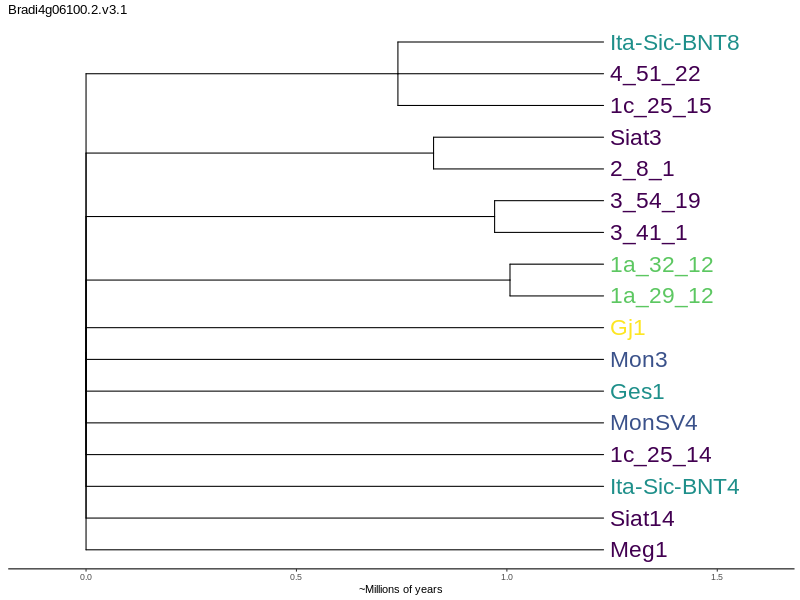 Bradi4g06100.2.v3.1
Ita-Sic-BNT8
4_51_22
1c_25_15
Siat3
2_8_1
3_54_19
3_41_1
1a_32_12
1a_29_12
Gj1
Mon3
Ges1
MonSV4
1c_25_14
Ita-Sic-BNT4
Siat14
Meg1
0.0 0.5 1.0 1.5
~Millions of years